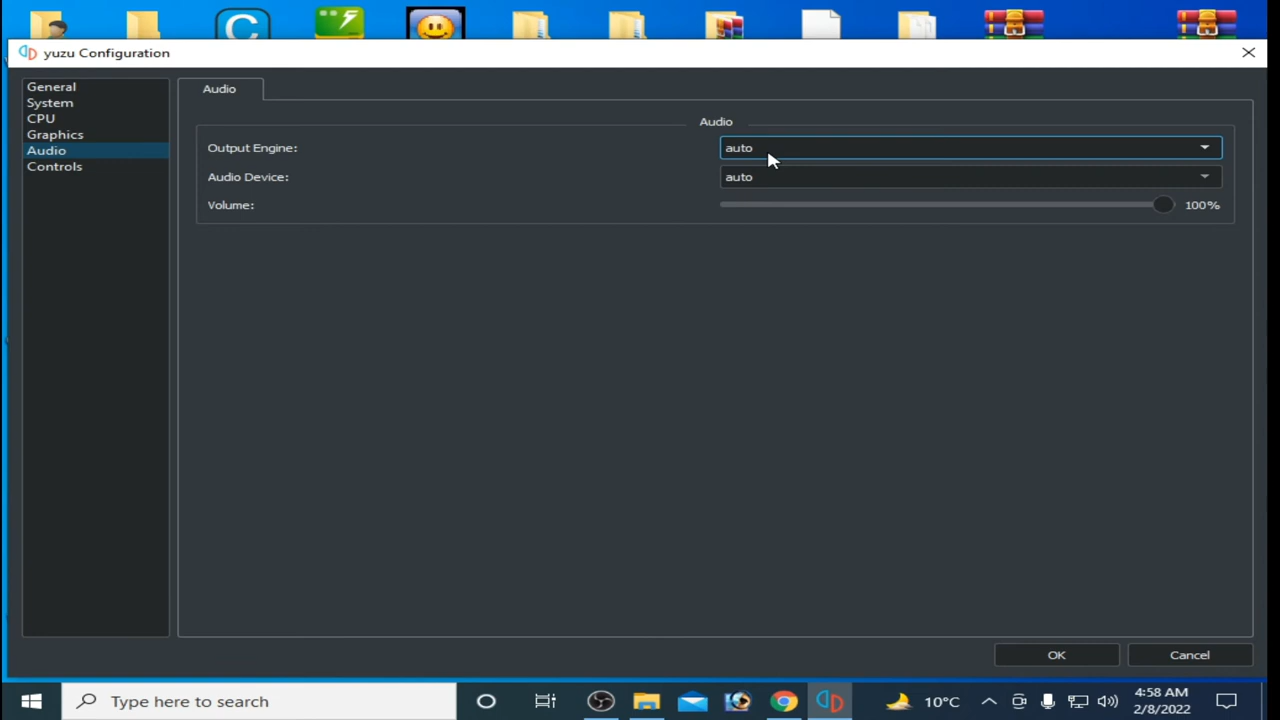 yuzu Configuration
General
System
CPU
Graphics
Audio
Controls
Audio
Audio
Output Engine: auto
Audio Device: auto
Volume: 100%
OK Cancel
Type here to search 10°C 4:58 AM
2/8/2022